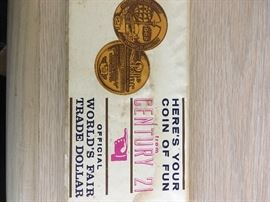 HERE'S YOUR
COIN OF FUN
from
CENTURY 21
OFFICIAL
WORLD'S FAIR
TRADE DOLLAR